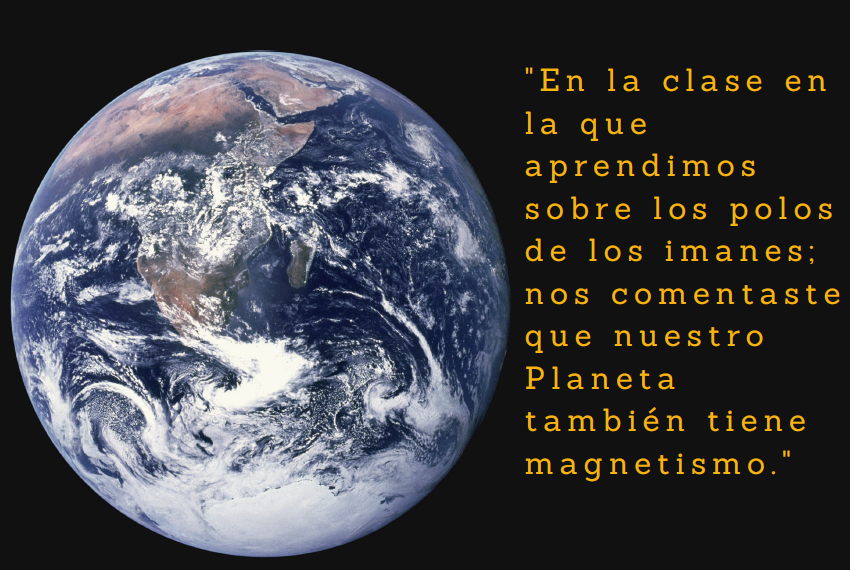 "En la clase en
la que
aprendimos
sobre los polos
de los imanes;
nos comentaste
que nuestro
Planeta
también tiene
magnetismo."